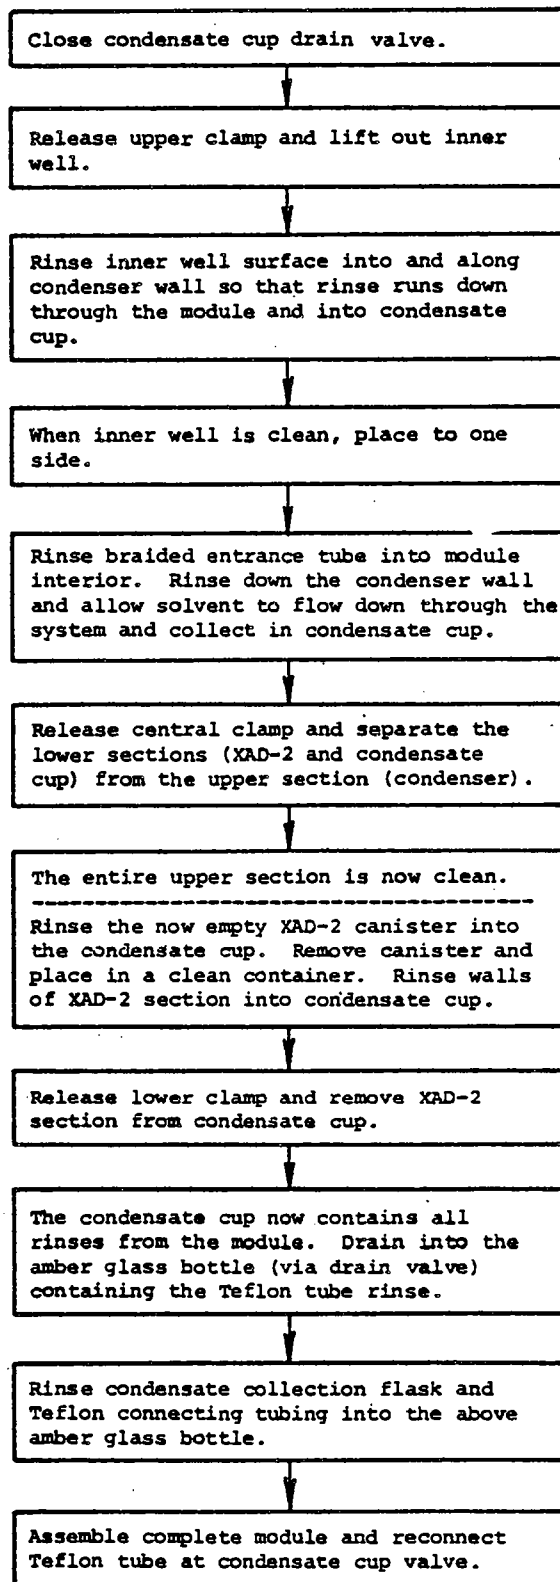 Close condensate cup drain valve.
Release upper clamp and lift out inner
well.
Rinse inner well surface into and along
condenser wall so that rinse runs down
through the module and into condensate
cup.
When inner well is clean, place to one
side.
Rinse braided entrance tube into module
interior. Rinse down the condenser wall
and allow solvent to flow down through the
system and collect in condensate cup.
Release central clamp and separate the
lower sections (XAD-2 and condensate
cup) from the upper section (condenser).
The entire upper section is now clean.
Rinse the now empty XAD-2 canister into
the condensate cup. Remove canister and
place in a clean container. Rinse walls
of XAD-2 section into condensate cup.
Release lower clamp and remove XAD-2
section from condensate cup.
The condensate cup now contains all
rinses from the module. Drain into the
amber glass bottle (via drain valve)
containing the Teflon tube rinse.
Rinse condensate collection flask and
Teflon connecting tubing into the above
amber glass bottle.
Assemble complete module and reconnect
Teflon tube at condensate cup valve.